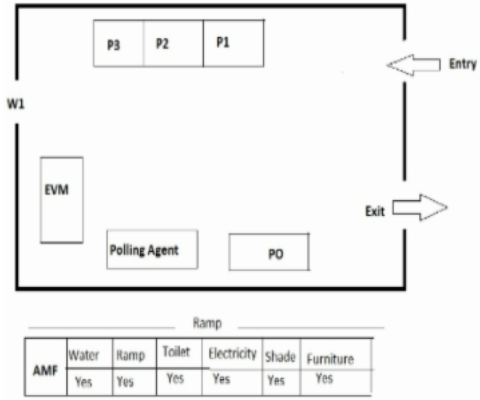 P3 P2 P1
Entry
W1
EVM
Exit
Polling Agent
PO
Ramp
AMF Water Ramp Toilet Electricity Shade Furniture
Yes Yes Yes Yes Yes Yes